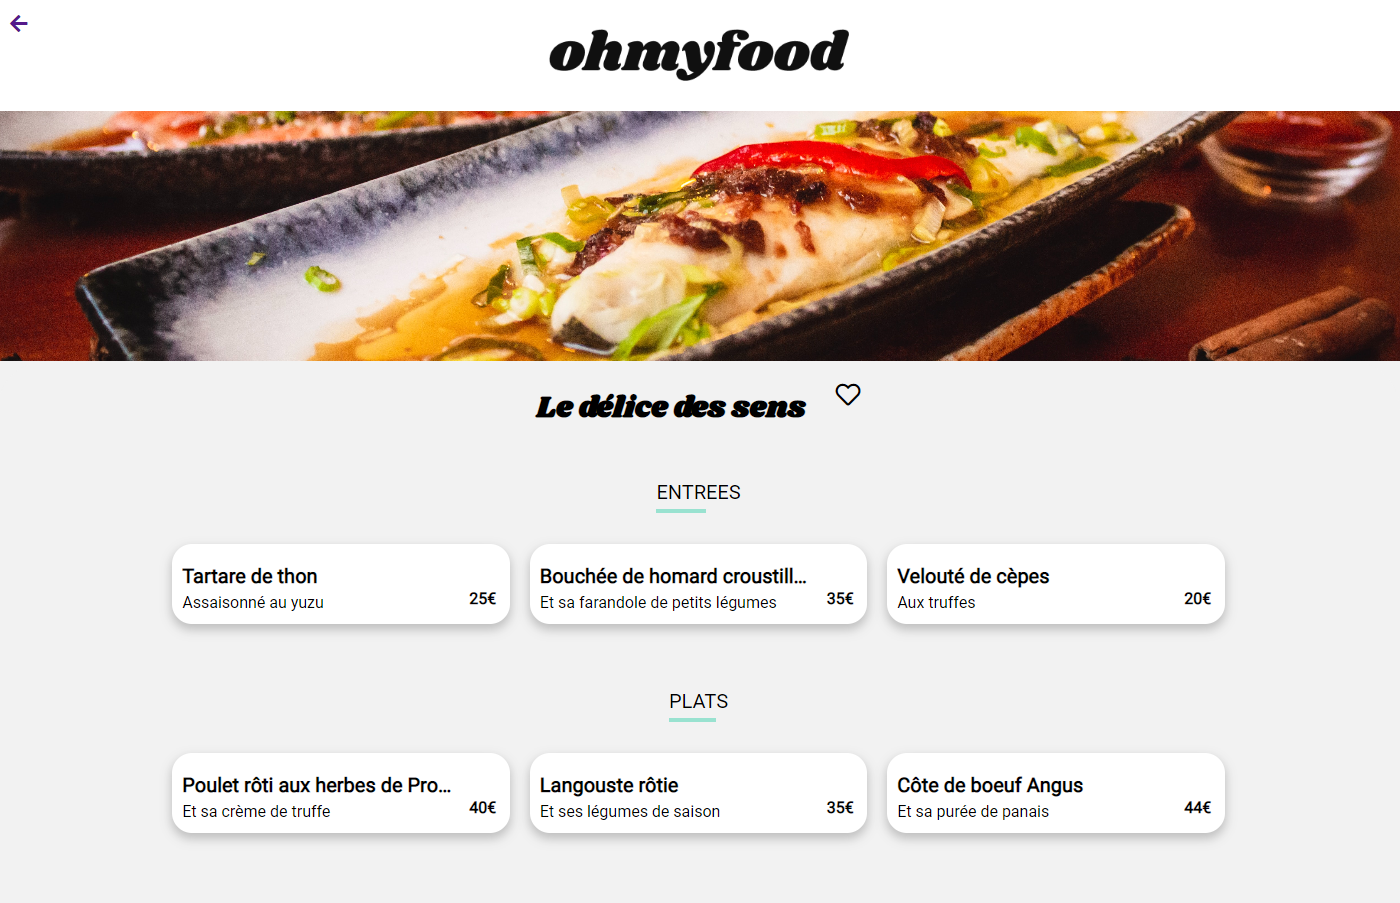 ohmyfood
Le délice des sens
ENTREES
Tartare de thon
Assaisonné au yuzu
25€
Bouchée de homard croustill...
Et sa farandole de petits légumes
35€
Velouté de cèpes
Aux truffes
20€
PLATS
Poulet rôti aux herbes de Pro...
Et sa crème de truffe
40€
Langouste rôtie
Et ses légumes de saison
35€
Côte de boeuf Angus
Et sa purée de panais
44€